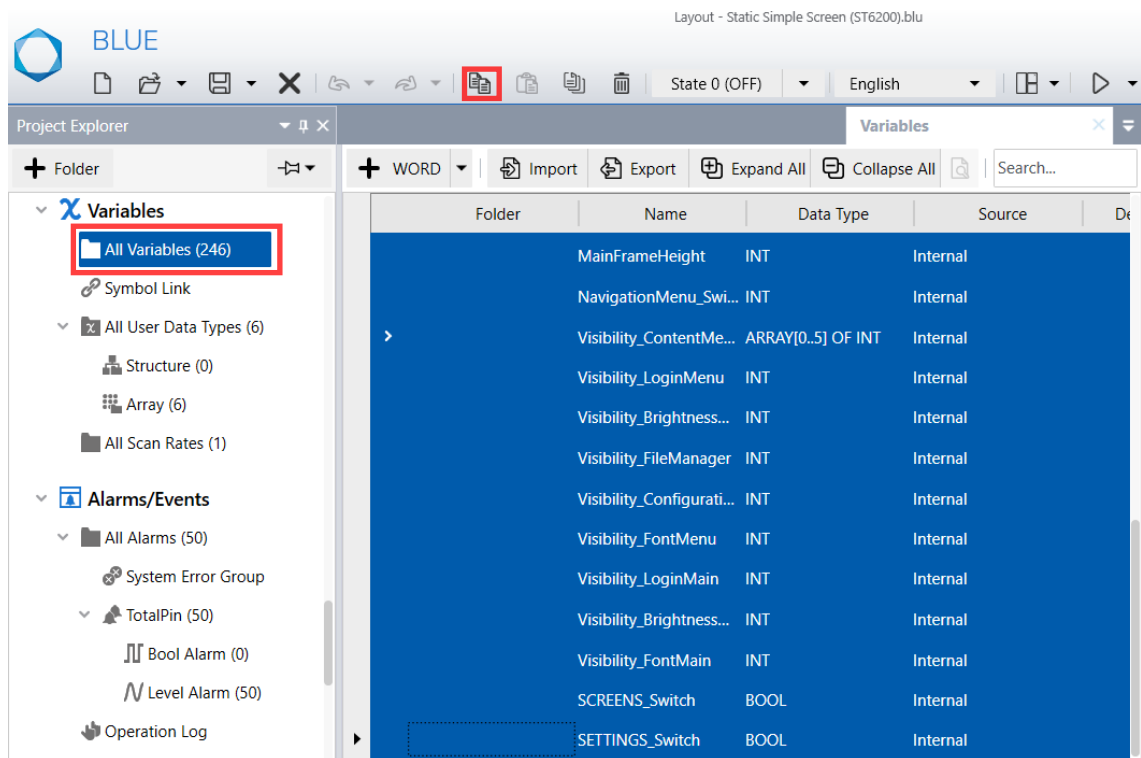 Layout - Static Simple Screen (ST6200).blu
BLUE
State 0 (OFF) English
Project Explorer
Variables
Folder
WORD Import Export Expand All Collapse All Search...
Variables
All Variables (246)
Symbol Link
All User Data Types (6)
Structure (0)
Array (6)
All Scan Rates (1)
Alarms/Events
All Alarms (50)
System Error Group
TotalPin (50)
Bool Alarm (0)
Level Alarm (50)
Operation Log
Folder Name Data Type Source De
MainFrameHeight INT Internal
NavigationMenu_Swi... INT Internal
Visibility_ContentMe... ARRAY[0..5] OF INT Internal
Visibility_LoginMenu INT Internal
Visibility_Brightness... INT Internal
Visibility_FileManager INT Internal
Visibility_Configurati... INT Internal
Visibility_FontMenu INT Internal
Visibility_LoginMain INT Internal
Visibility_Brightness... INT Internal
Visibility_FontMain INT Internal
SCREENS_Switch BOOL Internal
SETTINGS_Switch BOOL Internal